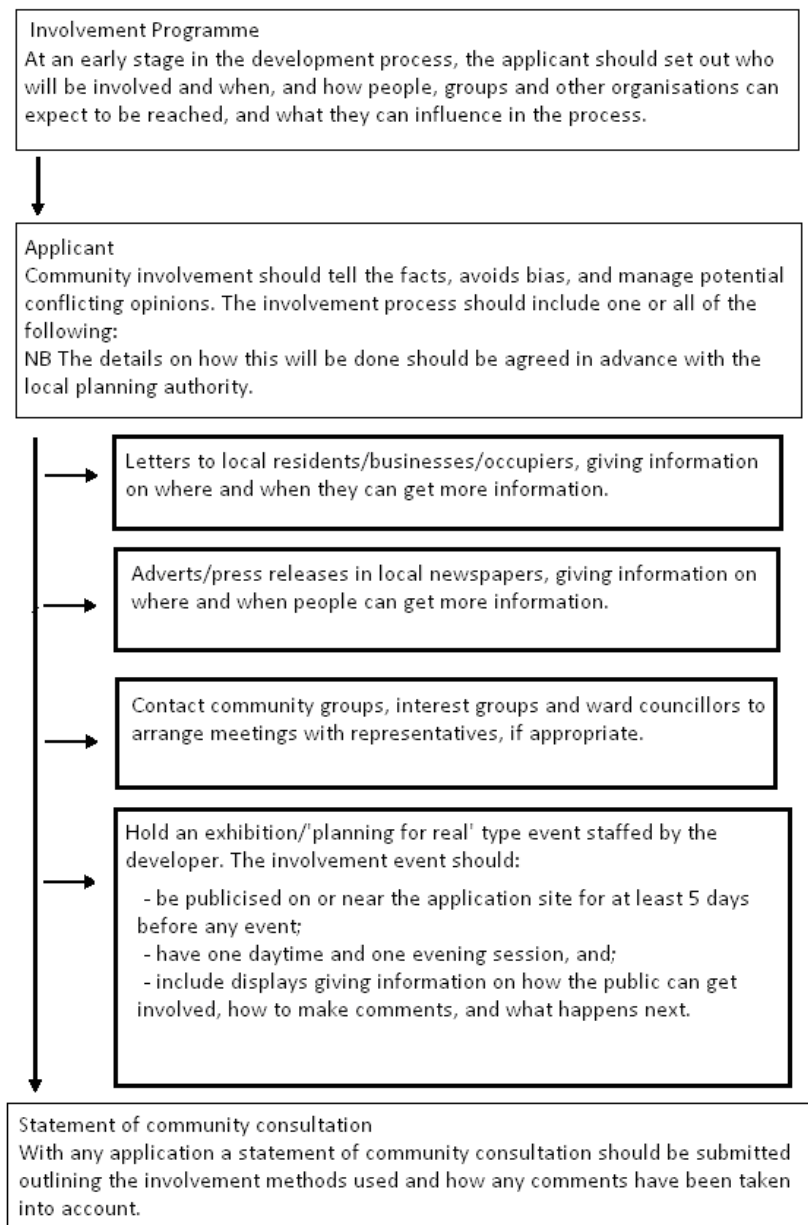 Involvement Programme
At an early stage in the development process, the applicant should set out who
will be involved and when, and how people, groups and other organisations can
expect to be reached, and what they can influence in the process.
Applicant
Community involvement should tell the facts, avoids bias, and manage potential
conflicting opinions. The involvement process should include one or all of the
following:
NB The details on how this will be done should be agreed in advance with the
local planning authority.
Letters to local residents/businesses/occupiers, giving information
on where and when they can get more information.
Adverts/press releases in local newspapers, giving information on
where and when people can get more information.
Contact community groups, interest groups and ward councillors to
arrange meetings with representatives, if appropriate.
Hold an exhibition/'planning for real' type event staffed by the
developer. The involvement event should:
- be publicised on or near the application site for at least 5 days
before any event;
- have one daytime and one evening session, and;
- include displays giving information on how the public can get
involved, how to make comments, and what happens next.
Statement of community consultation
With any application a statement of community consultation should be submitted
outlining the involvement methods used and how any comments have been taken
into account.